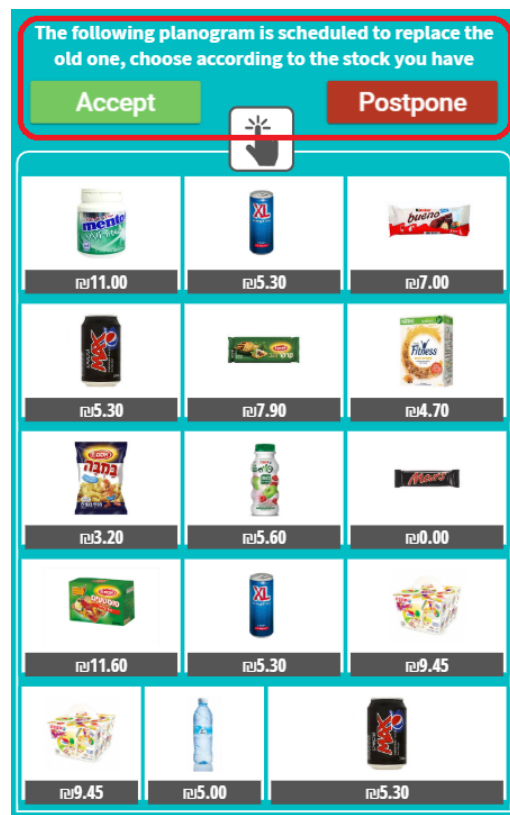 The following planogram is scheduled to replace the
old one, choose according to the stock you have
Accept
Postpone
mentos
XL
bueno
₪11.00
₪5.30
₪7.00
MAX
Fitness
₪5.30
₪7.90
₪4.70
במבה
Mars
₪3.20
₪5.60
₪0.00
XL
₪11.60
₪5.30
₪9.45
MAX
₪9.45
₪5.00
₪5.30